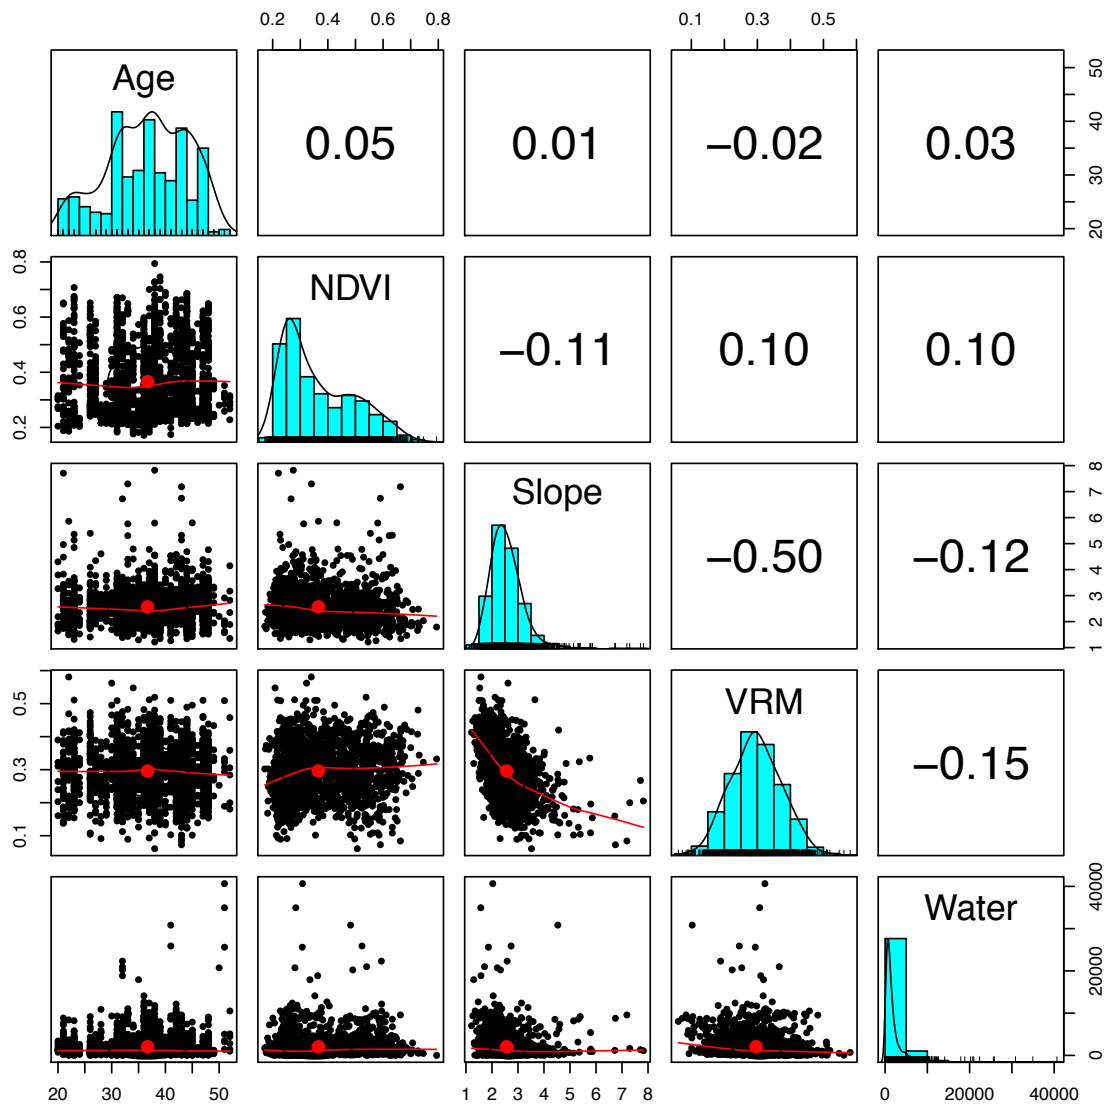 0.2 0.4 0.6 0.8 0.1 0.3 0.5
Age 0.05 0.01 −0.02 0.03 20 30 40 50
0.2 0.4 0.6 0.8 NDVI −0.11 0.10 0.10
Slope −0.50 −0.12 1 2 3 4 5 6 7 8
0.1 0.3 0.5 VRM −0.15
Water 0 20000 40000
20 30 40 50 1 2 3 4 5 6 7 8 0 20000 40000